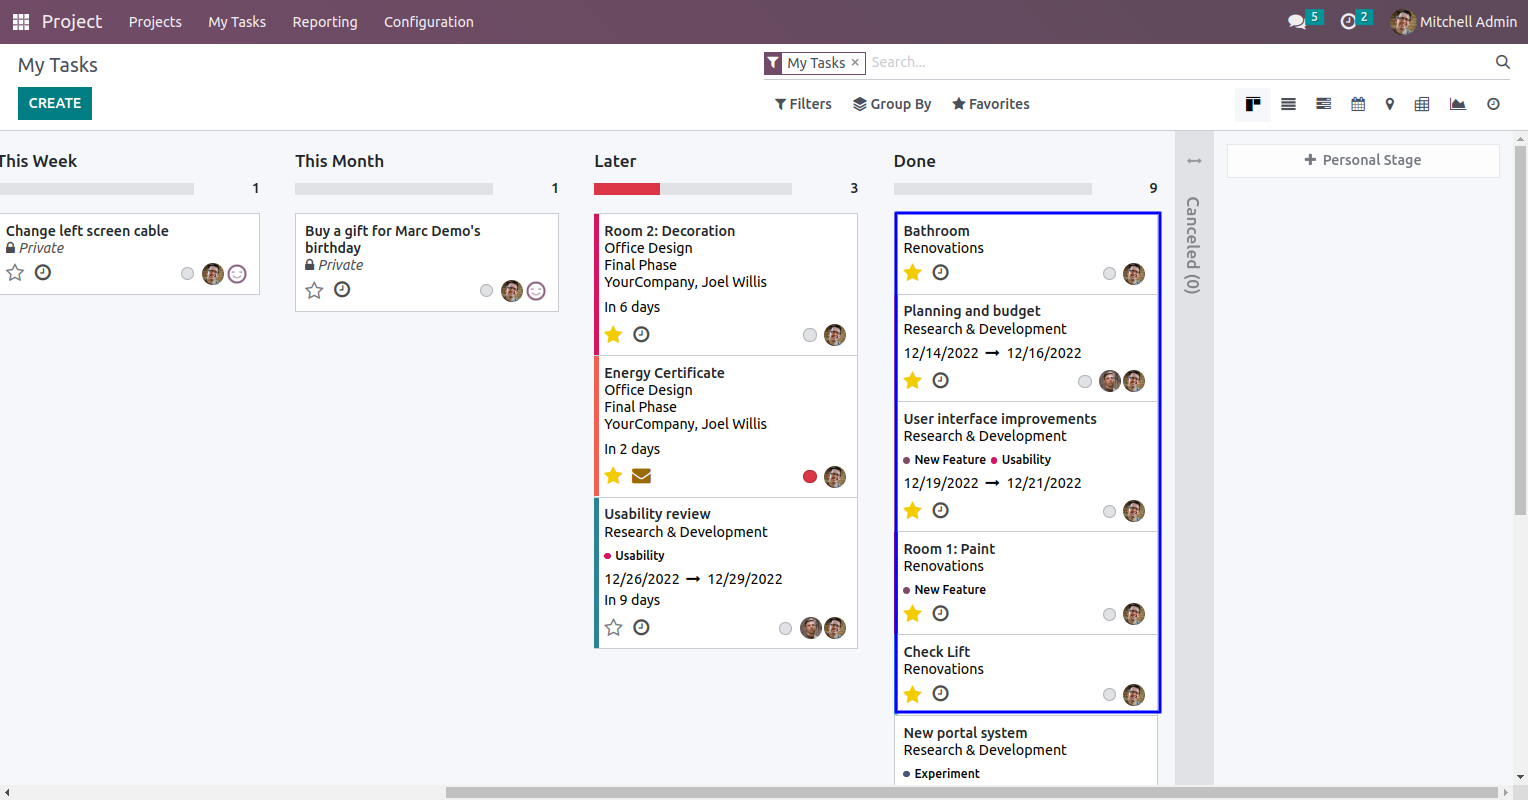 Project Projects My Tasks Reporting Configuration 5 2 Mitchell Admin
My Tasks
My Tasks × Search...
CREATE
Filters Group By Favorites
This Week
1
Change left screen cable
Private
This Month
1
Buy a gift for Marc Demo's
birthday
Private
Later
3
Room 2: Decoration
Office Design
Final Phase
YourCompany, Joel Willis
In 6 days
Energy Certificate
Office Design
Final Phase
YourCompany, Joel Willis
In 2 days
Usability review
Research & Development
Usability
12/26/2022 → 12/29/2022
In 9 days
Done
9
Bathroom
Renovations
Planning and budget
Research & Development
12/14/2022 → 12/16/2022
User interface improvements
Research & Development
New Feature Usability
12/19/2022 → 12/21/2022
Room 1: Paint
Renovations
New Feature
Check Lift
Renovations
New portal system
Research & Development
Experiment
Canceled (0)
+ Personal Stage